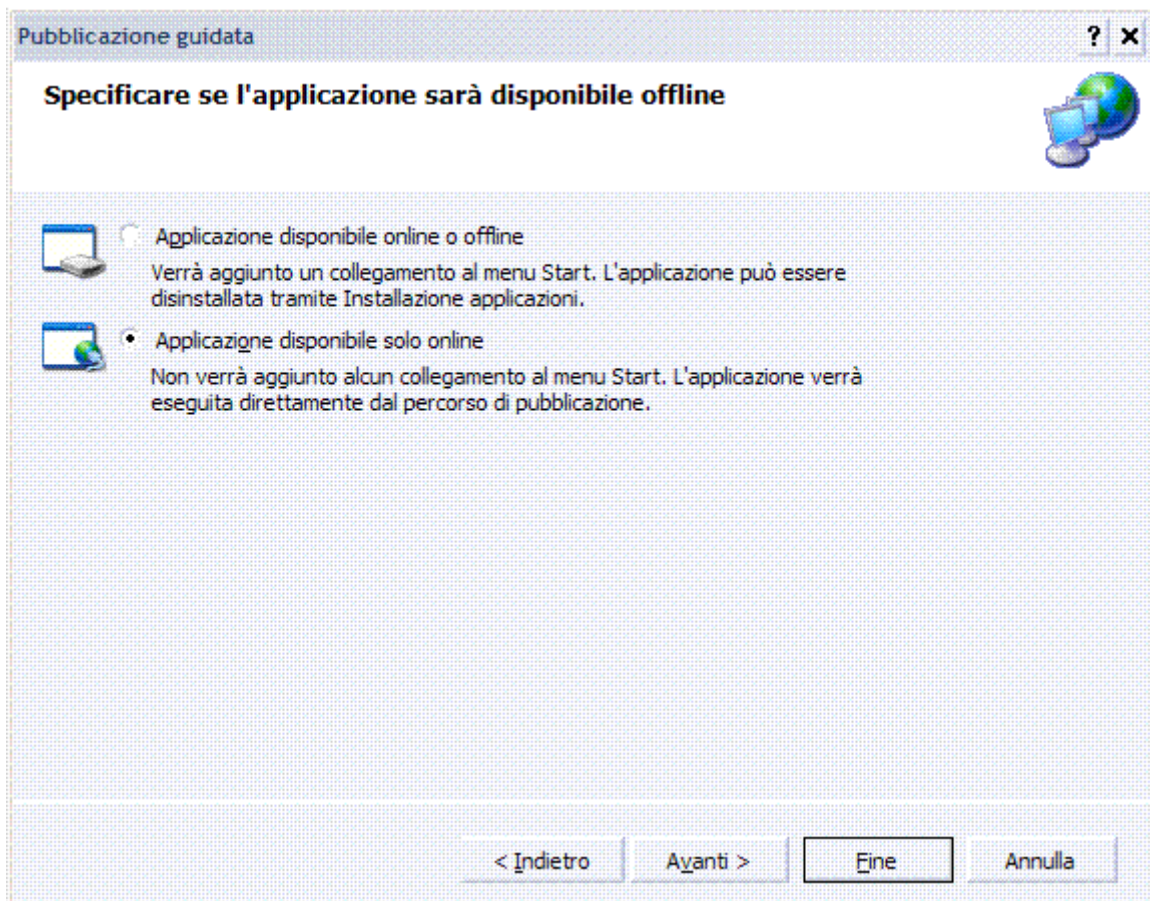 Pubblicazione guidata
? X
Specificare se l'applicazione sarà disponibile offline
Applicazione disponibile online o offline
Verrà aggiunto un collegamento al menu Start. L'applicazione può essere
disinstallata tramite Installazione applicazioni.
Applicazione disponibile solo online
Non verrà aggiunto alcun collegamento al menu Start. L'applicazione verrà
eseguita direttamente dal percorso di pubblicazione.
< Indietro Avanti > Fine Annulla